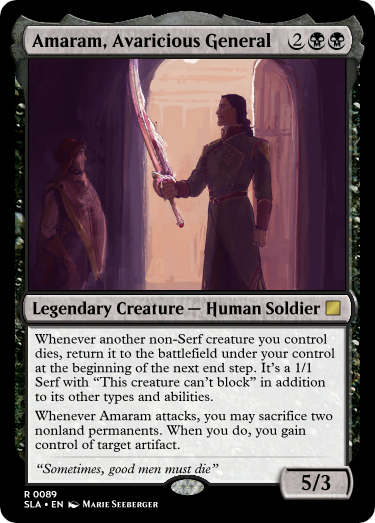 Amaram, Avaricious General 2
Legendary Creature — Human Soldier
Whenever another non-Serf creature you control
dies, return it to the battlefield under your control
at the beginning of the next end step. It’s a 1/1
Serf with “This creature can’t block” in addition
to its other types and abilities.
Whenever Amaram attacks, you may sacrifice two
nonland permanents. When you do, you gain
control of target artifact.
“Sometimes, good men must die”
5/3
R 0089
SLA • EN Marie Seeberger